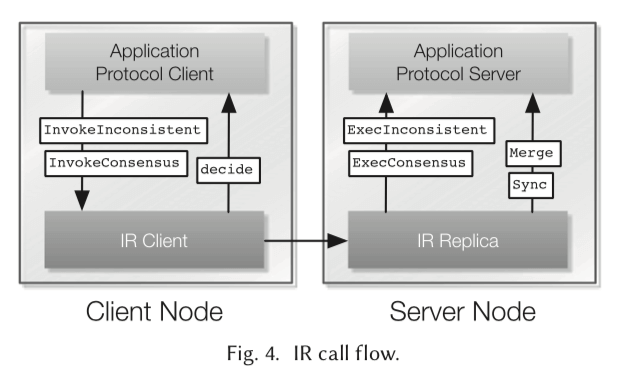 Application
Protocol Client
InvokeInconsistent
InvokeConsensus
decide
IR Client
Client Node
Application
Protocol Server
ExecInconsistent
ExecConsensus
Merge
Sync
IR Replica
Server Node
Fig. 4. IR call flow.